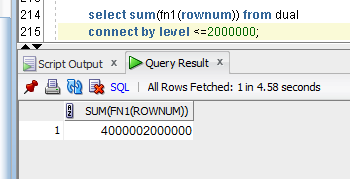 214 select sum(fn1(rownum)) from dual
215 connect by level <=2000000;
Script Output × Query Result ×
SQL | All Rows Fetched: 1 in 4.58 seconds
SUM(FN1(ROWNUM))
1 4000002000000